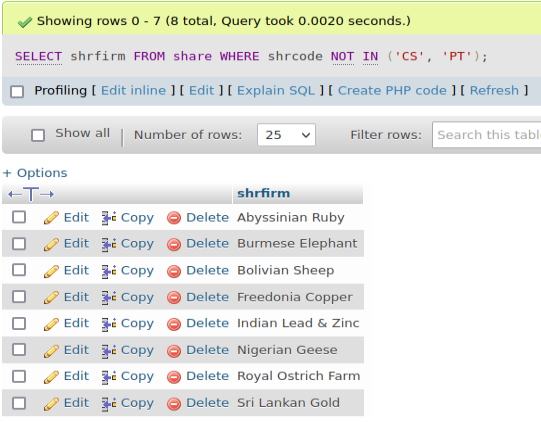 Showing rows 0 - 7 (8 total, Query took 0.0020 seconds.)
SELECT shrfirm FROM share WHERE shrcode NOT IN ('CS', 'PT');
Profiling [ Edit inline ] [ Edit ] [ Explain SQL ] [ Create PHP code ] [ Refresh ]
Show all | Number of rows: 25 Filter rows: Search this tabl
+ Options
←T→ shrfirm
Edit Copy Delete Abyssinian Ruby
Edit Copy Delete Burmese Elephant
Edit Copy Delete Bolivian Sheep
Edit Copy Delete Freedonia Copper
Edit Copy Delete Indian Lead & Zinc
Edit Copy Delete Nigerian Geese
Edit Copy Delete Royal Ostrich Farm
Edit Copy Delete Sri Lankan Gold